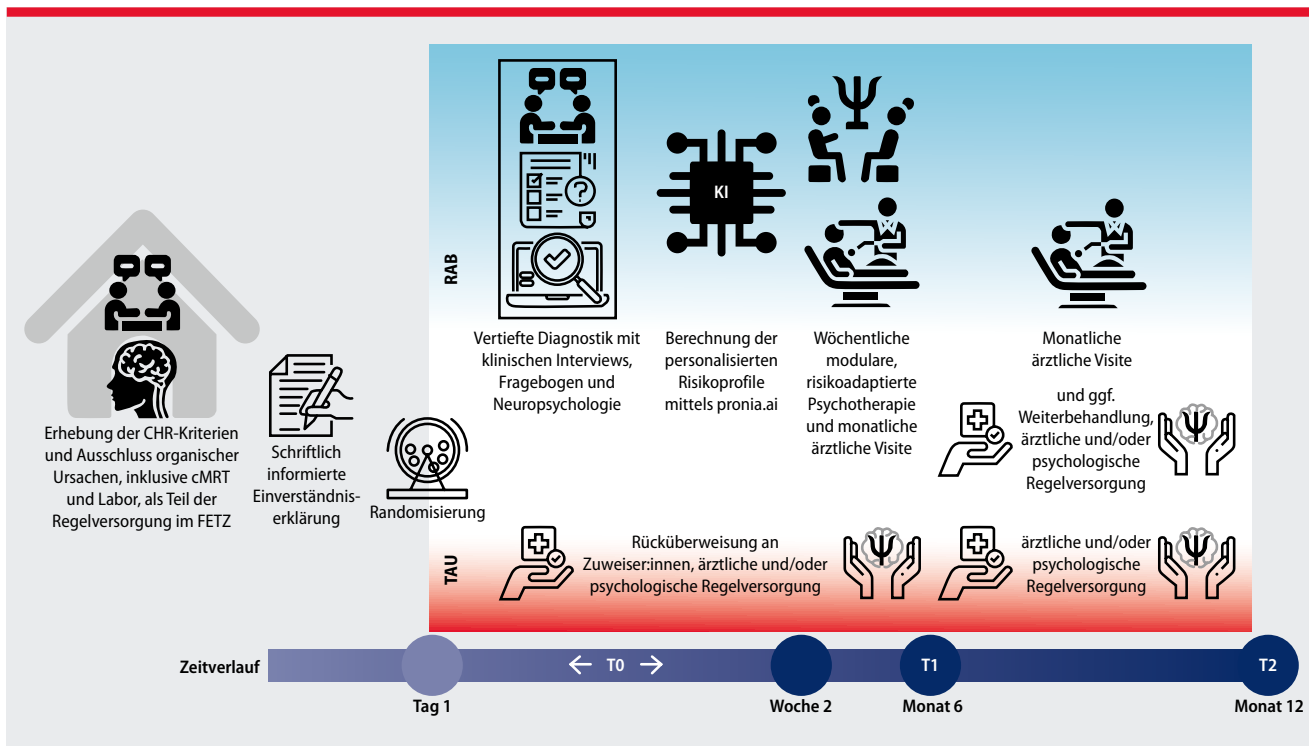 RAB
KI
Vertiefte Diagnostik mit
klinischen Interviews,
Fragebogen und
Neuropsychologie
Berechnung der
personalisierten
Risikoprofile
mittels pronia.ai
Wöchentliche
modulare,
risikoadaptierte
Psychotherapie
und monatliche
ärztliche Visite
Monatliche
ärztliche Visite
und ggf.
Weiterbehandlung,
ärztliche und/oder
psychologische
Regelversorgung
Erhebung der CHR-Kriterien
und Ausschluss organischer
Ursachen, inklusive cMRT
und Labor, als Teil der
Regelversorgung im FETZ
Schriftlich
informierte
Einverständnis-
erklärung
Randomisierung
TAU
Rücküberweisung an
Zuweiser:innen, ärztliche und/oder
psychologische Regelversorgung
ärztliche und/oder
psychologische
Regelversorgung
Zeitverlauf
← T0 →
T1
T2
Tag 1
Woche 2
Monat 6
Monat 12